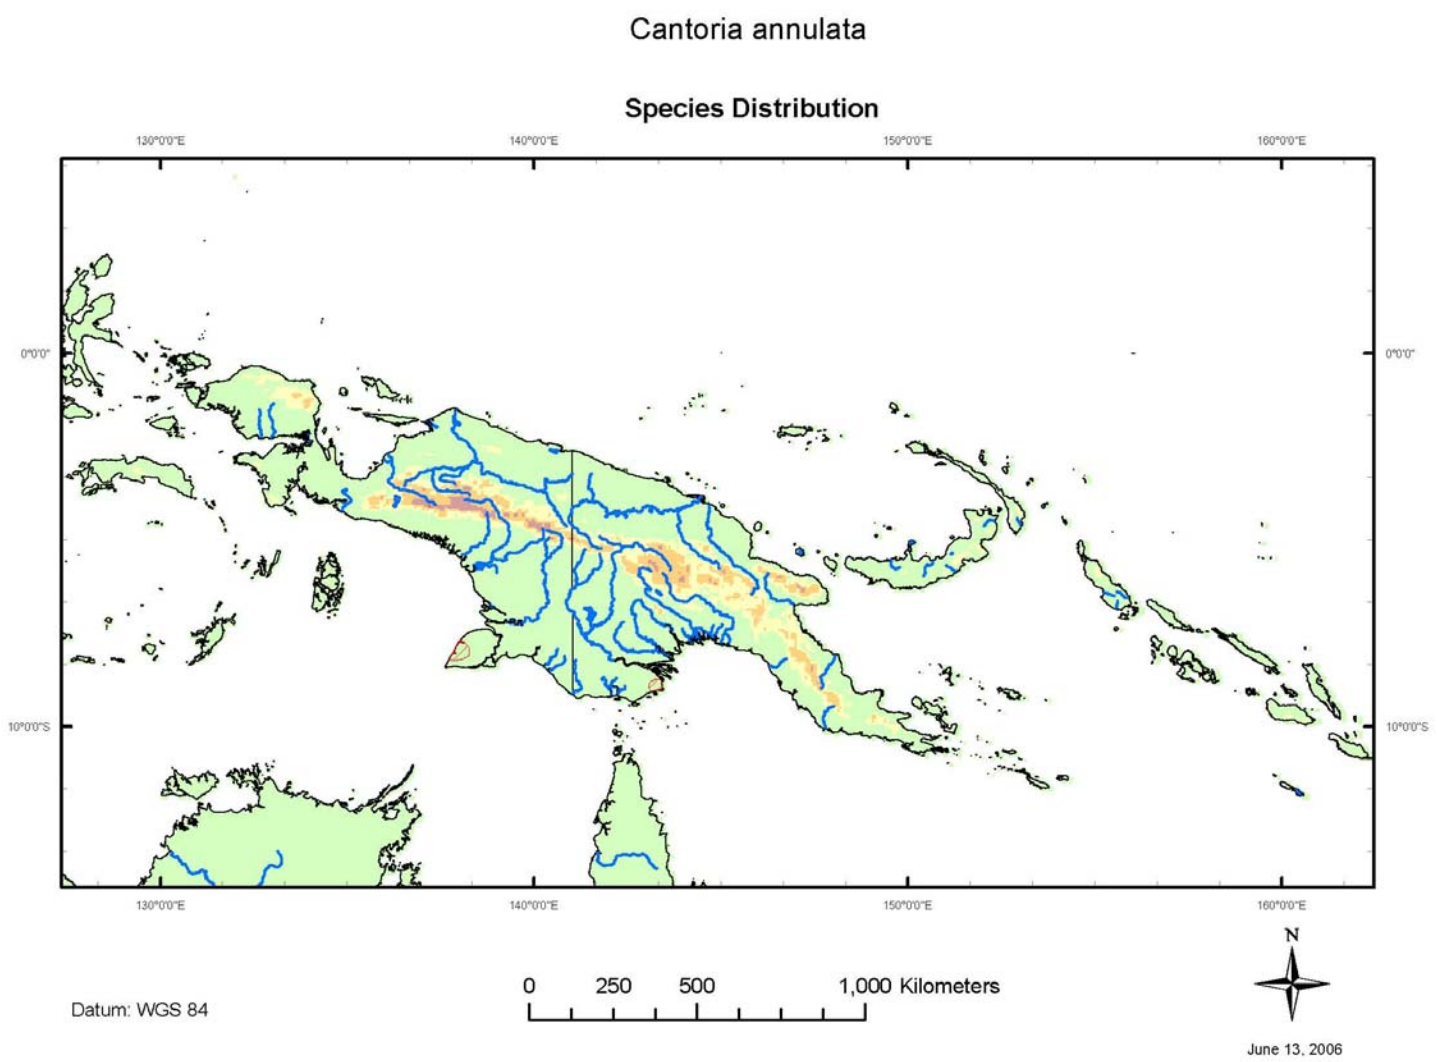 Cantoria annulata
Species Distribution
130°0'0"E 140°0'0"E 150°0'0"E 160°0'0"E
0°0'0" 0°0'0"
10°0'0"S 10°0'0"S
130°0'0"E 140°0'0"E 150°0'0"E 160°0'0"E
N
0 250 500 1,000 Kilometers
Datum: WGS 84
June 13, 2006